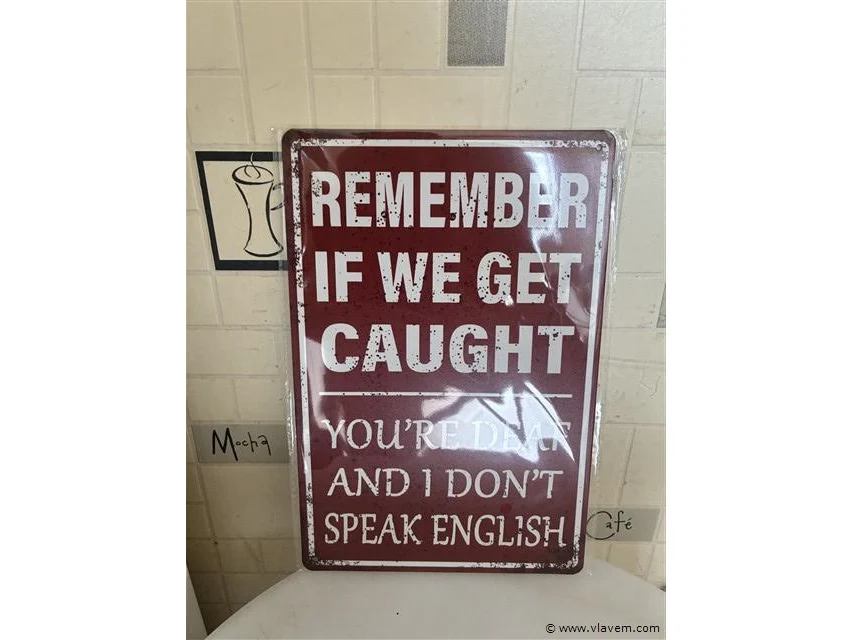 REMEMBER
IF WE GET
CAUGHT
YOU'RE DEAF
AND I DON'T
SPEAK ENGLISH
Mocha
Café
© www.vlavem.com